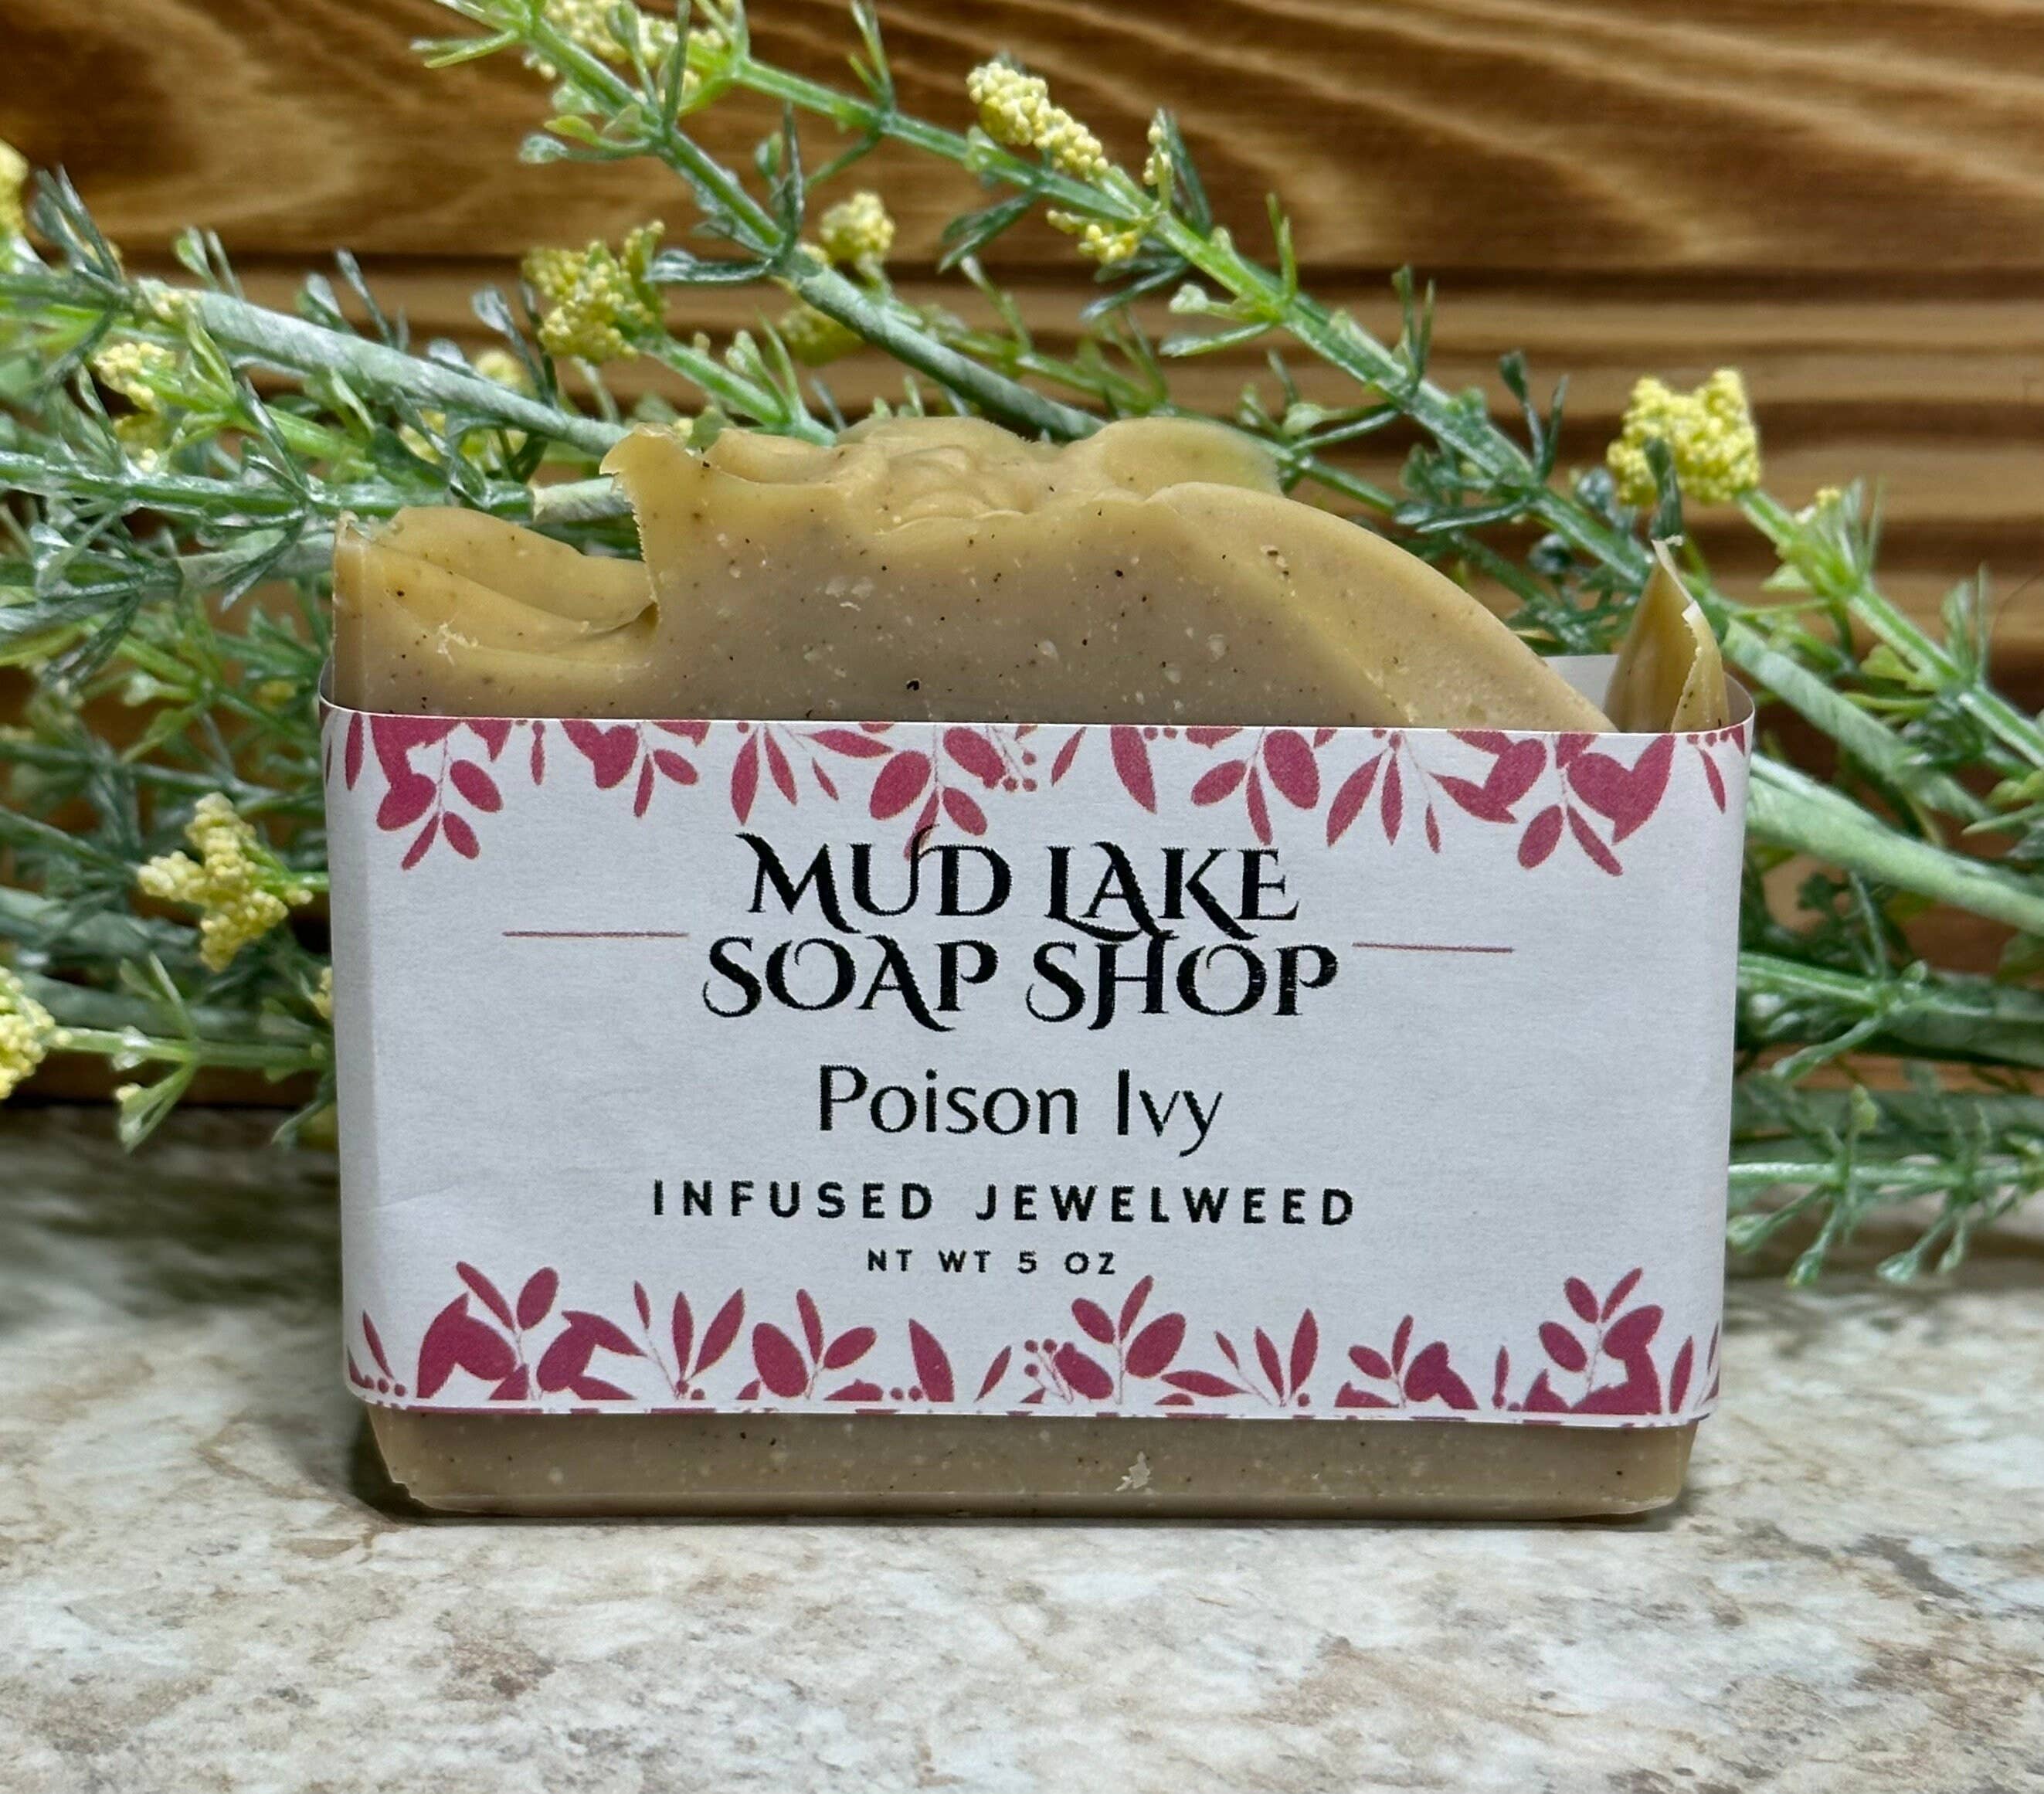 MUD LAKE
SOAP SHOP
Poison Ivy
INFUSED JEWELWEED
NT WT 5 OZ